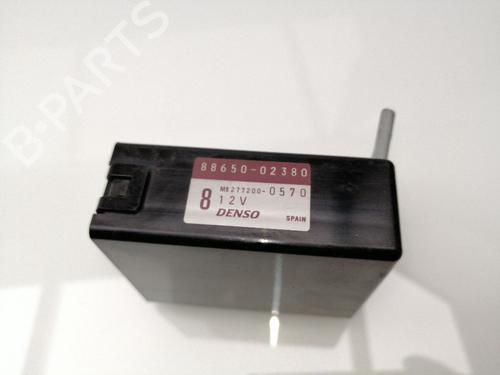 B-PARTS
88650-02380
MB277200-0570
8 12V
DENSO
SPAIN